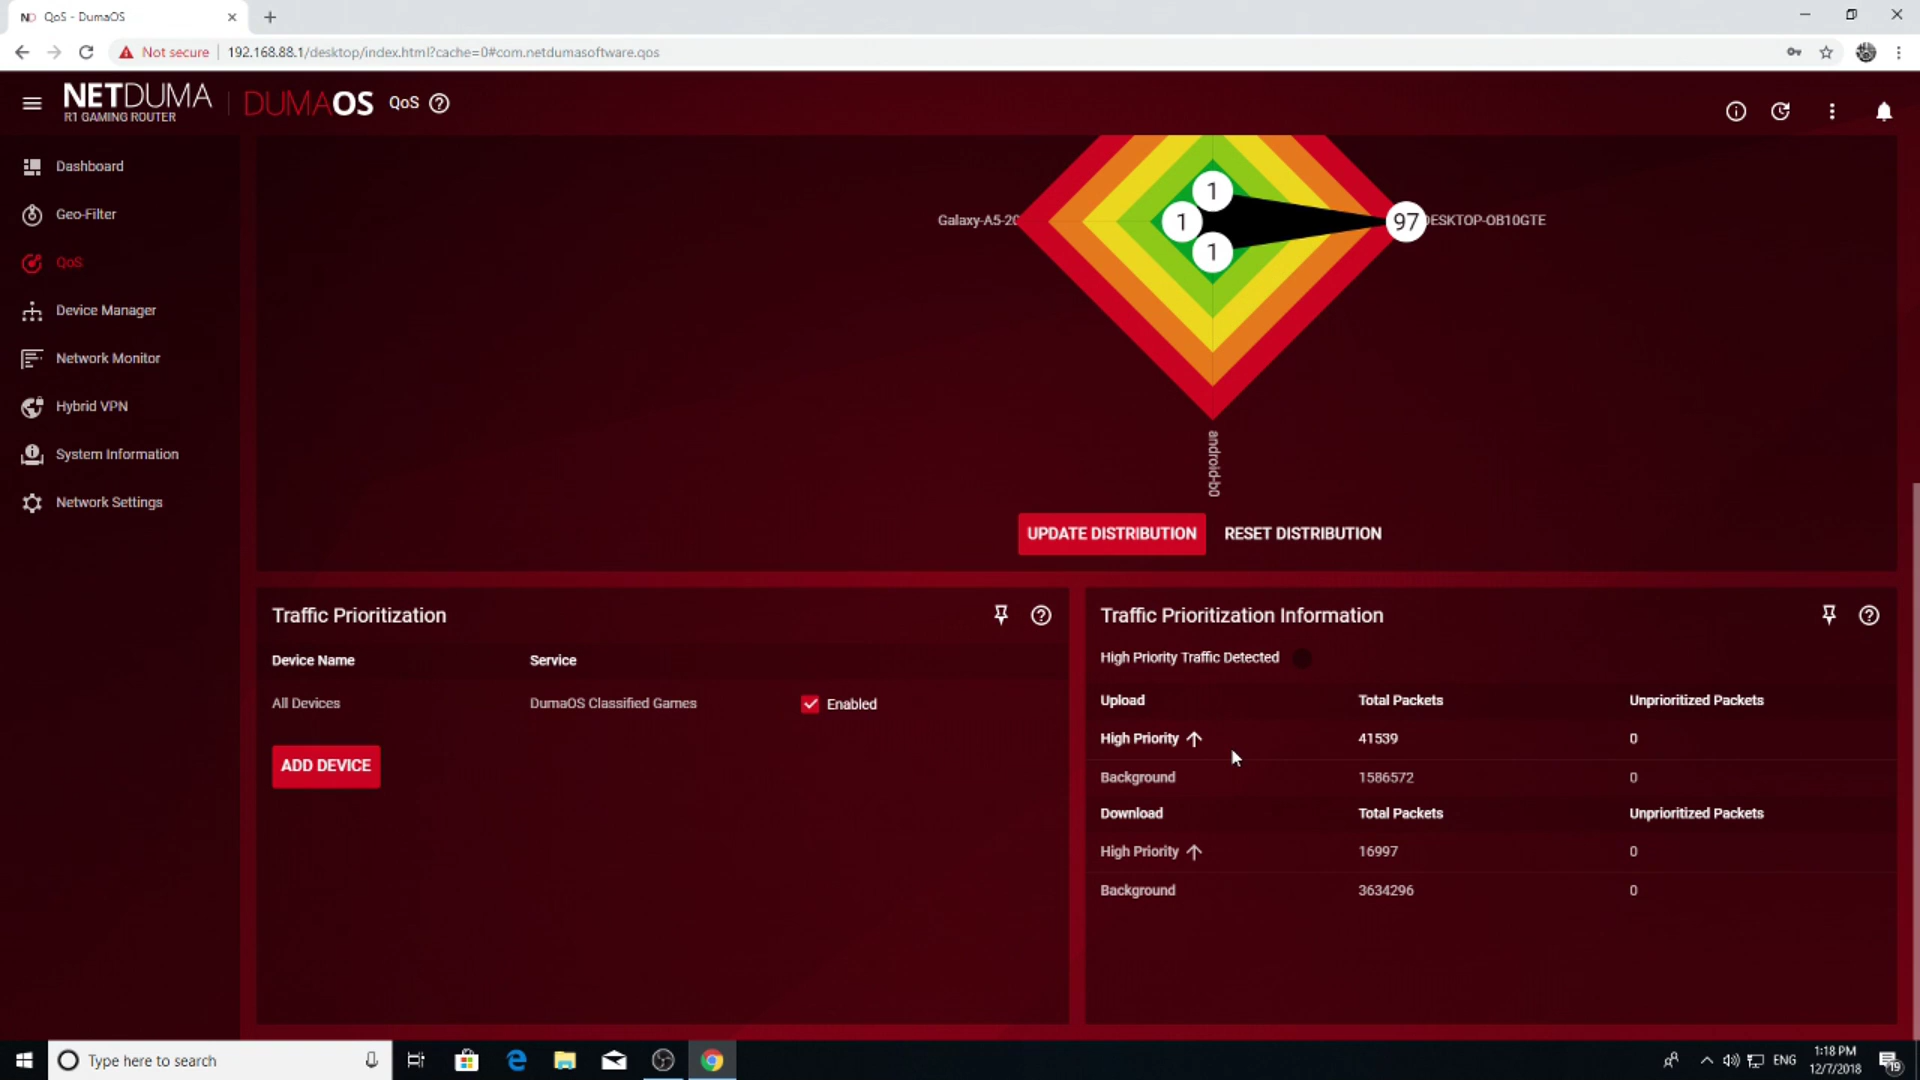 QoS - DumaOS
Not secure | 192.168.88.1/desktop/index.html?cache=0#com.netdumasoftware.qos
NETDUMA
R1 GAMING ROUTER
DUMAOS QoS
Dashboard
Geo-Filter
QoS
Device Manager
Network Monitor
Hybrid VPN
System Information
Network Settings
1
Galaxy-A5-20
1
97
DESKTOP-OB10GTE
1
android-b0
UPDATE DISTRIBUTION RESET DISTRIBUTION
Traffic Prioritization
Device Name Service
All Devices DumaOS Classified Games Enabled
ADD DEVICE
Traffic Prioritization Information
High Priority Traffic Detected
Upload Total Packets Unprioritized Packets
High Priority 41539 0
Background 1586572 0
Download Total Packets Unprioritized Packets
High Priority 16997 0
Background 3634296 0
Type here to search
ENG
1:18 PM
12/7/2018
19